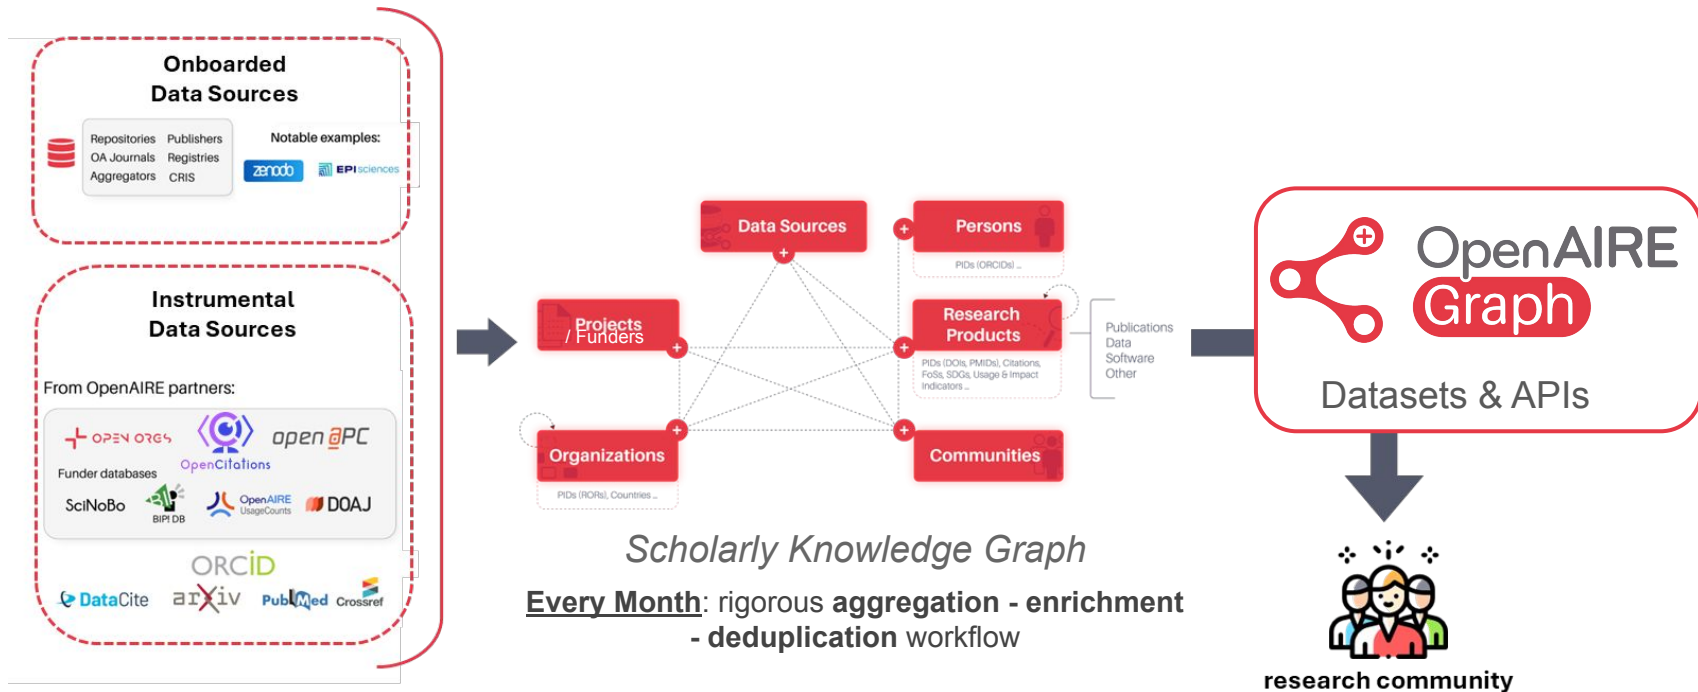 Onboarded
Data Sources
Repositories Publishers
OA Journals Registries
Aggregators CRIS
Notable examples:
zenodo
EPIsciences
Instrumental
Data Sources
From OpenAIRE partners:
OPEN ORGS
OpenCitations
open aPC
Funder databases
SciNoBo
BIP!
BIP! DB
OpenAIRE
UsageCounts
DOAJ
ORCID
DataCite
arXiv
PubMed
Crossref
Data Sources
Persons
PIDs (ORCIDs) ...
Projects
/ Funders
Research
Products
PIDs (DOIs, PMIDs), Citations,
FoSs, SDGs, Usage & Impact
Indicators ...
Publications
Data
Software
Other
Organizations
PIDs (RORs), Countries ...
Communities
Scholarly Knowledge Graph
Every Month: rigorous aggregation - enrichment
- deduplication workflow
OpenAIRE
Graph
Datasets & APIs
research community